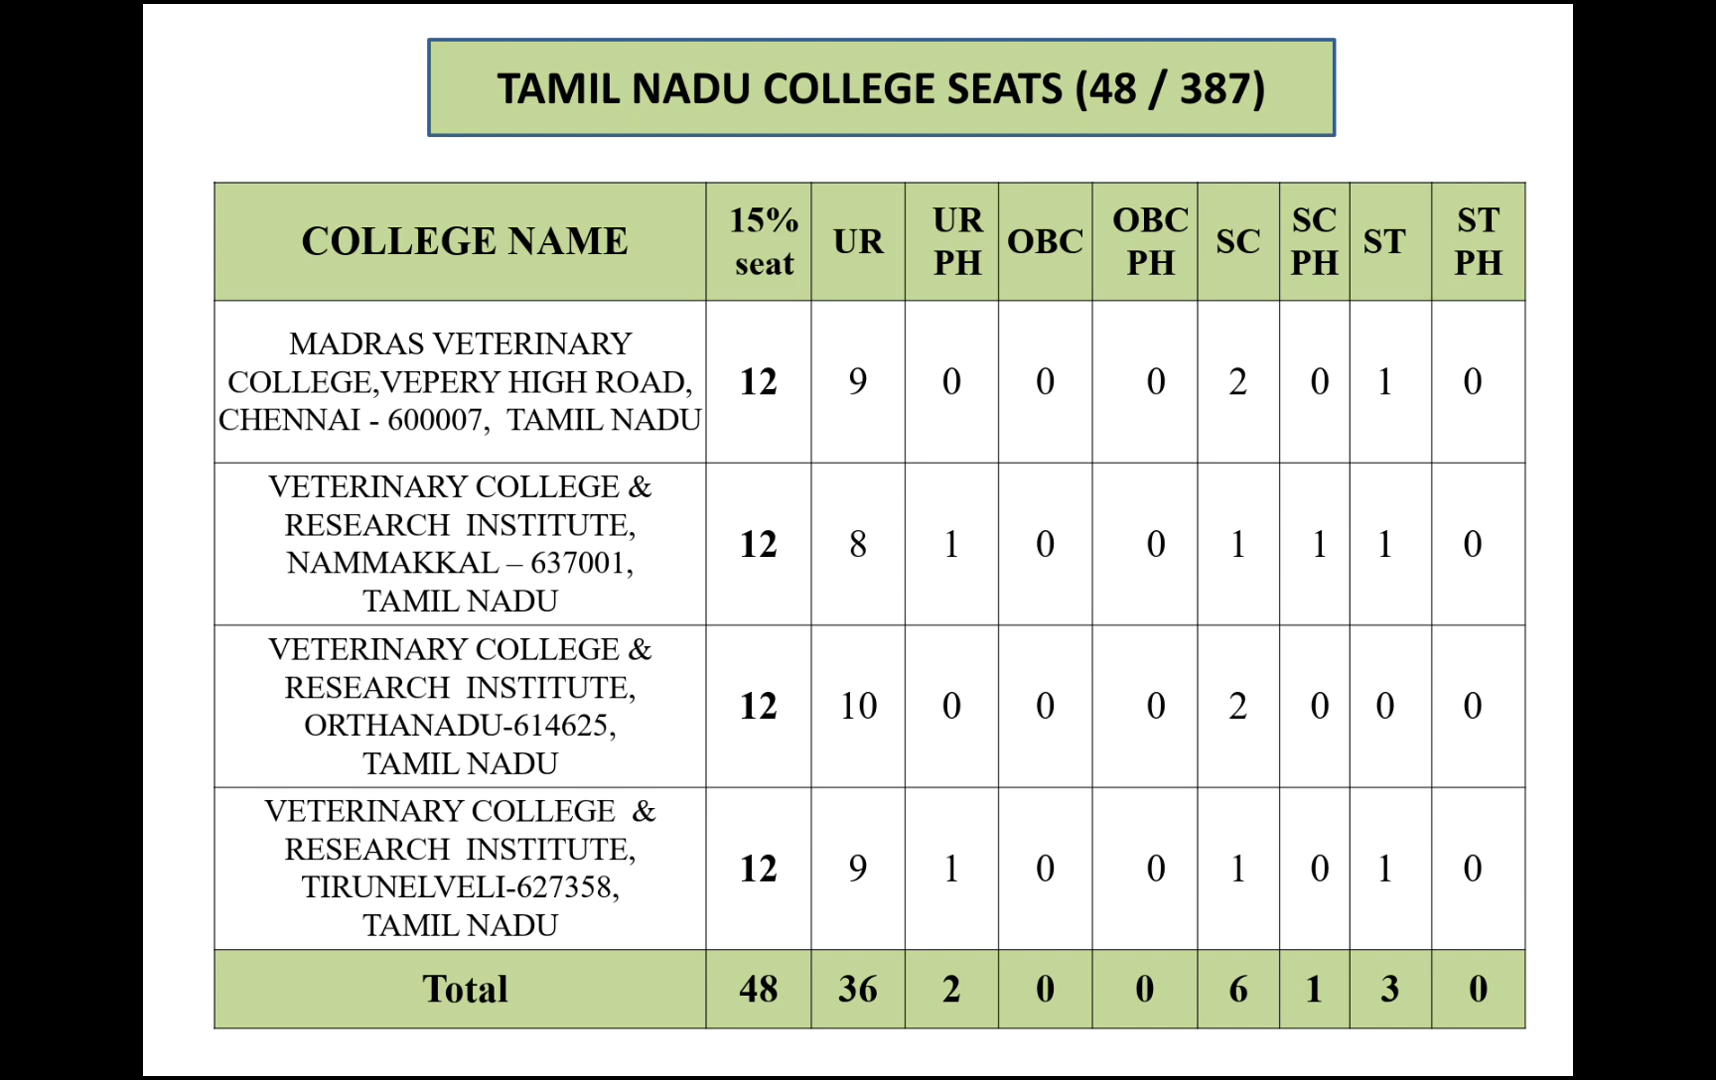 TAMIL NADU COLLEGE SEATS (48 / 387)
COLLEGE NAME 15% seat UR UR PH OBC OBC PH SC SC PH ST ST PH
MADRAS VETERINARY
COLLEGE,VEPERY HIGH ROAD,
CHENNAI - 600007, TAMIL NADU
12 9 0 0 0 2 0 1 0
VETERINARY COLLEGE &
RESEARCH INSTITUTE,
NAMMAKKAL – 637001,
TAMIL NADU
12 8 1 0 0 1 1 1 0
VETERINARY COLLEGE &
RESEARCH INSTITUTE,
ORTHANADU-614625,
TAMIL NADU
12 10 0 0 0 2 0 0 0
VETERINARY COLLEGE &
RESEARCH INSTITUTE,
TIRUNELVELI-627358,
TAMIL NADU
12 9 1 0 0 1 0 1 0
Total 48 36 2 0 0 6 1 3 0